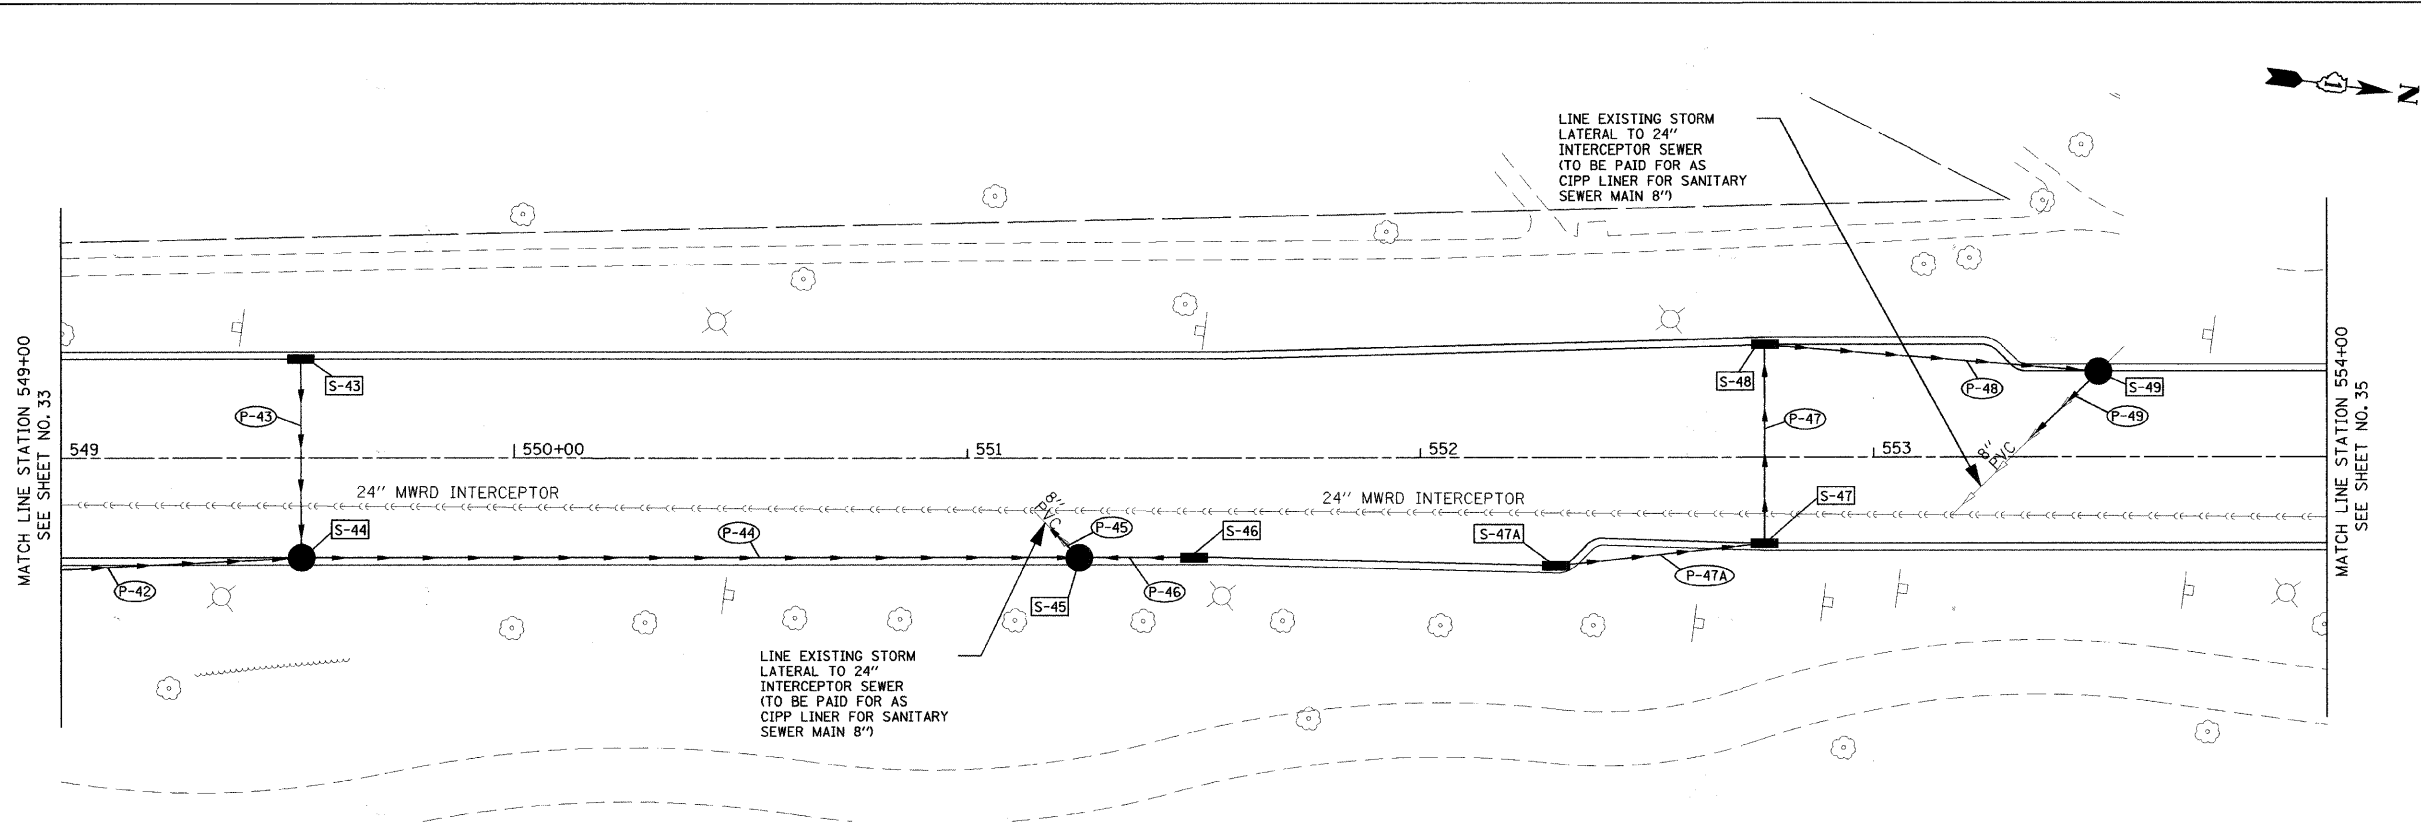 1
N
LINE EXISTING STORM
LATERAL TO 24"
INTERCEPTOR SEWER
(TO BE PAID FOR AS
CIPP LINER FOR SANITARY
SEWER MAIN 8")
MATCH LINE STATION 549+00
SEE SHEET NO. 33
MATCH LINE STATION 554+00
SEE SHEET NO. 35
S-43
S-48
P-48
S-49
P-43
P-47
P-49
549
550+00
551
552
553
8"
PVC
24" MWRD INTERCEPTOR
24" MWRD INTERCEPTOR
S-47
8"
PVC
S-44
P-44
P-45
S-46
S-47A
P-42
S-45
P-46
P-47A
LINE EXISTING STORM
LATERAL TO 24"
INTERCEPTOR SEWER
(TO BE PAID FOR AS
CIPP LINER FOR SANITARY
SEWER MAIN 8")